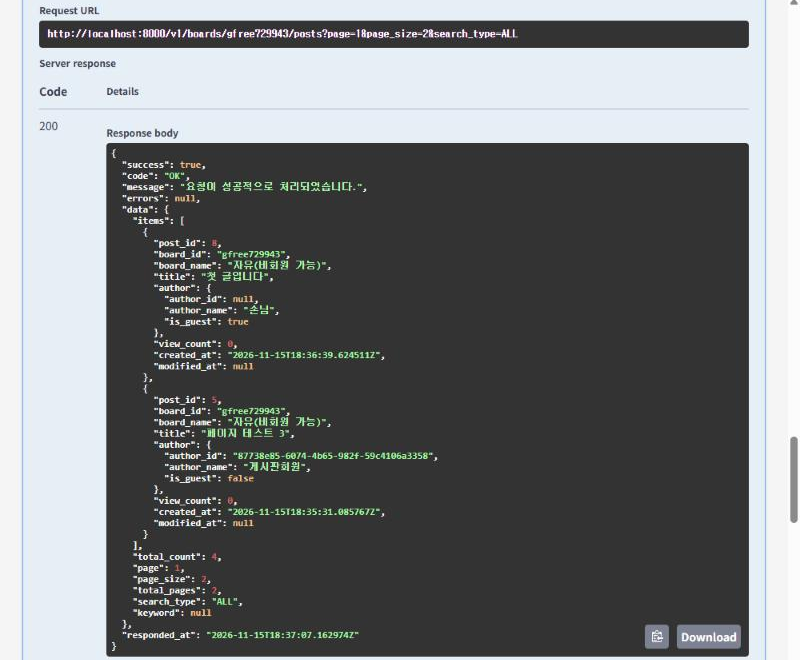 Request URL
http://localhost:8000/v1/boards/gfree729943/posts?page=1&page_size=2&search_type=ALL
Server response
Code Details
200
Response body
{
"success": true,
"code": "OK",
"message": "요청이 성공적으로 처리되었습니다.",
"errors": null,
"data": {
"items": [
{
"post_id": 8,
"board_id": "gfree729943",
"board_name": "자유(비회원 가능)",
"title": "첫 글입니다",
"author": {
"author_id": null,
"author_name": "손님",
"is_guest": true
},
"view_count": 0,
"created_at": "2026-11-15T18:36:39.624511Z",
"modified_at": null
},
{
"post_id": 5,
"board_id": "gfree729943",
"board_name": "자유(비회원 가능)",
"title": "페이지 테스트 3",
"author": {
"author_id": "87738e85-6074-4b65-982f-59c4106a3358",
"author_name": "게시판회원",
"is_guest": false
},
"view_count": 0,
"created_at": "2026-11-15T18:35:31.085767Z",
"modified_at": null
}
],
"total_count": 4,
"page": 1,
"page_size": 2,
"total_pages": 2,
"search_type": "ALL",
"keyword": null
},
"responded_at": "2026-11-15T18:37:07.162974Z"
}
Download